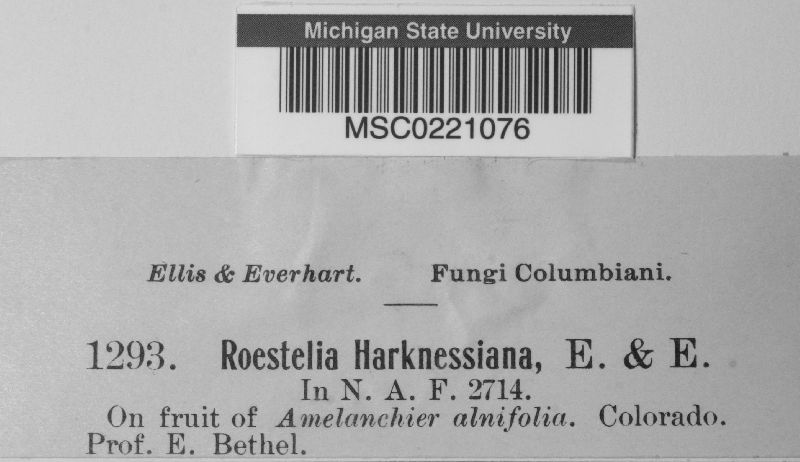 Michigan State University
MSC0221076
Ellis & Everhart. Fungi Columbiani.
1293. Roestelia Harknessiana, E. & E.
In N. A. F. 2714.
On fruit of Amelanchier alnifolia. Colorado.
Prof. E. Bethel.